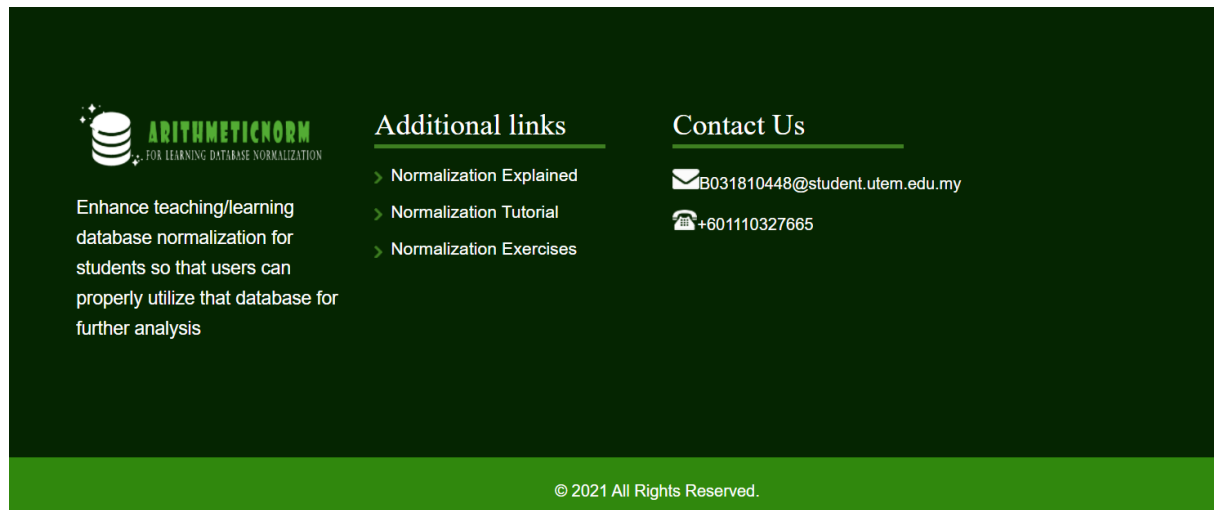 ARITHMETICNORM
FOR LEARNING DATABASE NORMALIZATION
Enhance teaching/learning
database normalization for
students so that users can
properly utilize that database for
further analysis
Additional links
Normalization Explained
Normalization Tutorial
Normalization Exercises
Contact Us
B031810448@student.utem.edu.my
+601110327665
© 2021 All Rights Reserved.